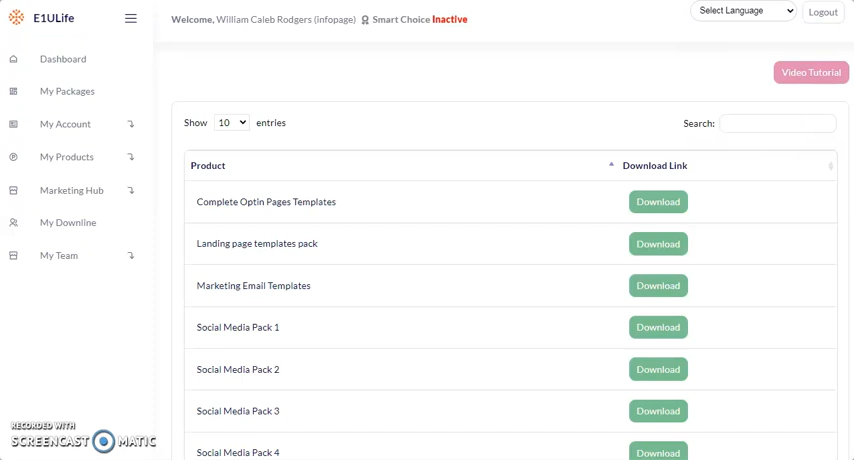 E1ULife
Welcome, William Caleb Rodgers (infopage) Smart Choice Inactive
Select Language
Logout
Dashboard
My Packages
My Account
My Products
Marketing Hub
My Downline
My Team
Video Tutorial
Show 10 entries
Search:
Product Download Link
Complete Optin Pages Templates Download
Landing page templates pack Download
Marketing Email Templates Download
Social Media Pack 1 Download
Social Media Pack 2 Download
Social Media Pack 3 Download
Social Media Pack 4 Download
RECORDED WITH
SCREENCAST MATIC